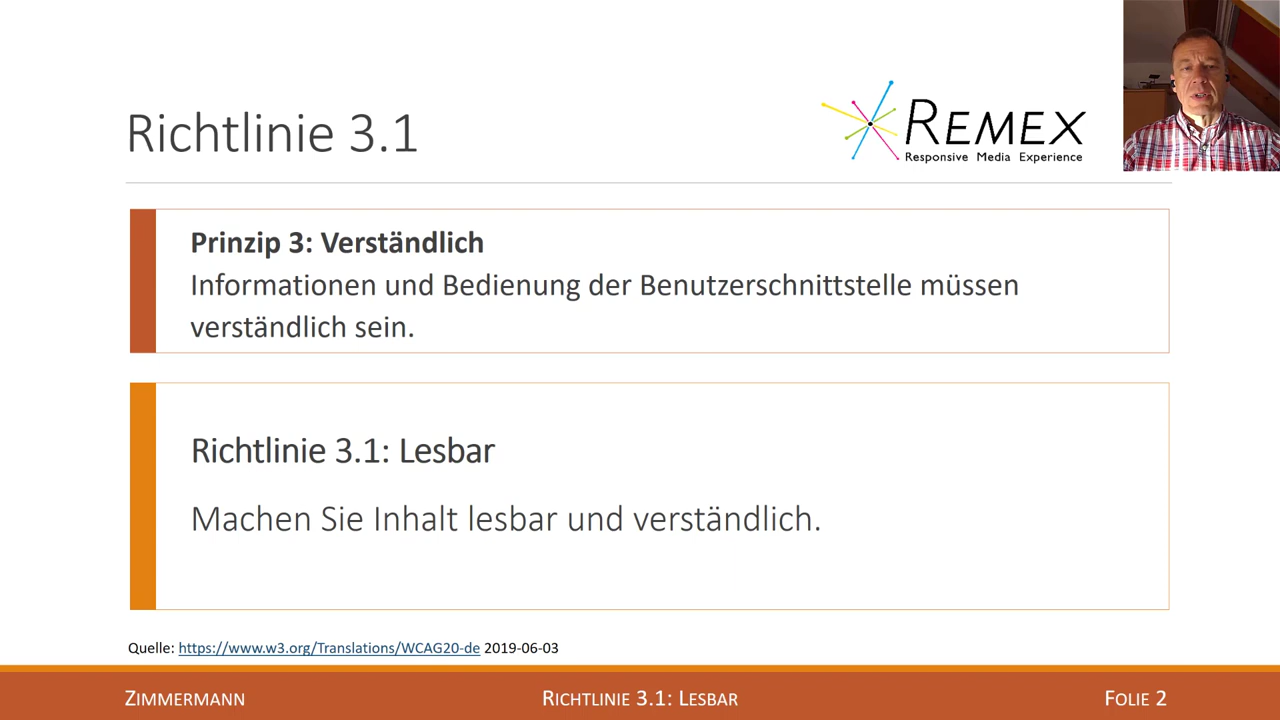 Richtlinie 3.1
REMEX
Responsive Media Experience
Prinzip 3: Verständlich
Informationen und Bedienung der Benutzerschnittstelle müssen
verständlich sein.
Richtlinie 3.1: Lesbar
Machen Sie Inhalt lesbar und verständlich.
Quelle: https://www.w3.org/Translations/WCAG20-de 2019-06-03
ZIMMERMANN
RICHTLINIE 3.1: LESBAR
FOLIE 2